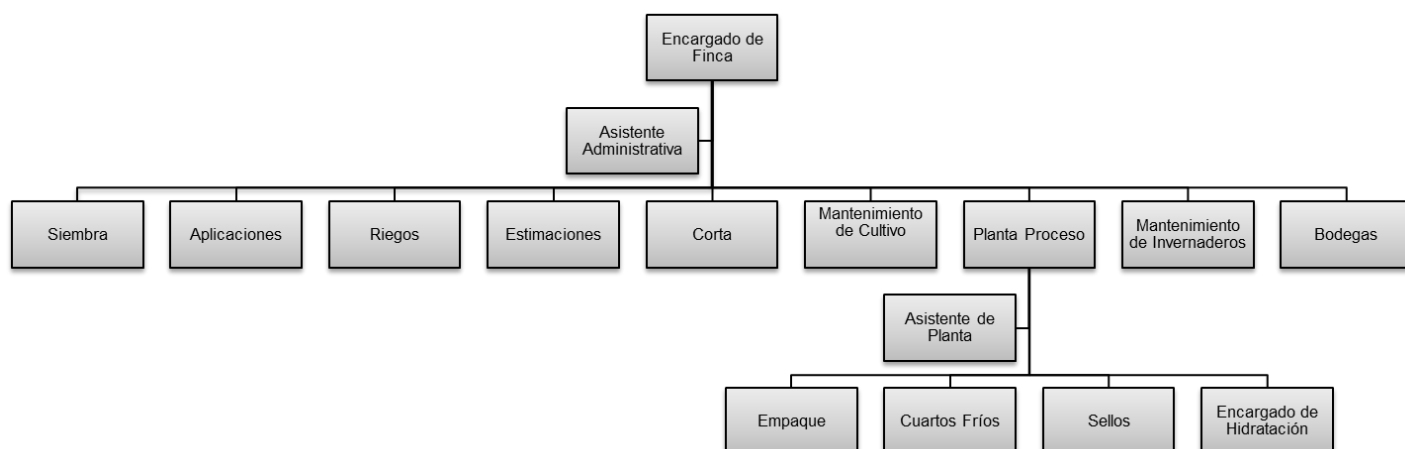 Encargado de
Finca
Asistente
Administrativa
Siembra
Aplicaciones
Riegos
Estimaciones
Corta
Mantenimiento
de Cultivo
Planta Proceso
Mantenimiento
de Invernaderos
Bodegas
Asistente de
Planta
Empaque
Cuartos Fríos
Sellos
Encargado de
Hidratación